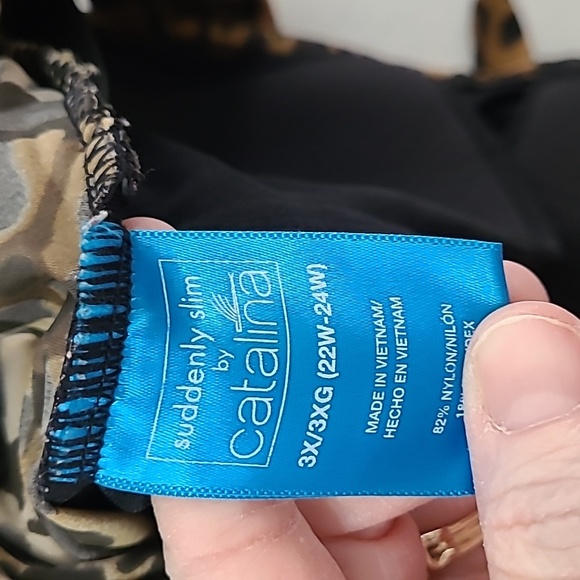 suddenly slim
by
catalina
3X/3XG (22W-24W)
MADE IN VIETNAM/
HECHO EN VIETNAM
82% NYLON/NILÓN